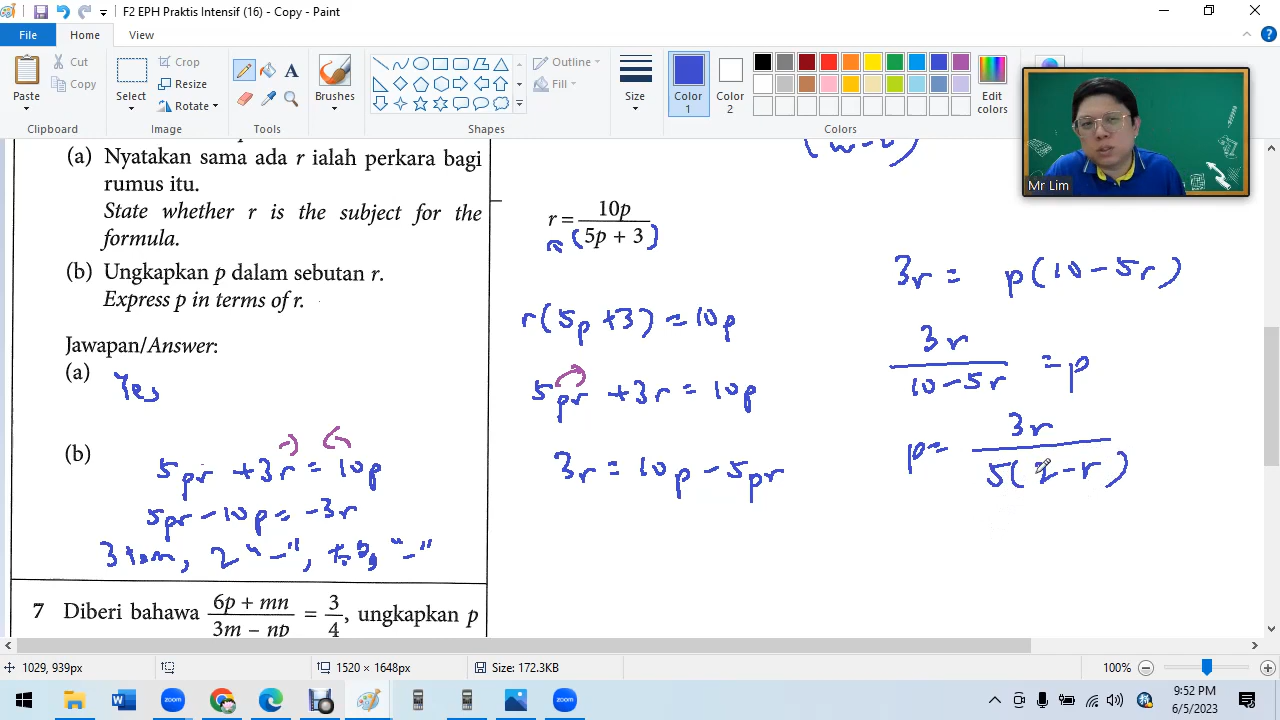 F2 EPH Praktis Intensif (16) - Copy - Paint
File Home View
Paste Cut Copy Clipboard
Select Crop Resize Rotate Image
A Tools
Brushes
Shapes
Outline Fill
Size
Color 1 Color 2 Edit colors Colors
Mr Lim
(a) Nyatakan sama ada r ialah perkara bagi
rumus itu.
State whether r is the subject for the
formula.
(b) Ungkapkan p dalam sebutan r.
Express p in terms of r.
Jawapan/Answer:
(a) Yes
(b) 5pr + 3r = 10p
5pr - 10p = -3r
7 Diberi bahawa (6p + mn)/(3m – np) = 3/4, ungkapkan p
r = 10p/(5p + 3)
r(5p + 3) = 10p
5pr + 3r = 10p
3r = 10p - 5pr
3r = p(10 - 5r)
3r/(10 - 5r) = p
p = 3r/5(2 - r)
1029, 939px 1520 × 1648px Size: 172.3KB 100%
zoom zoom zoom 9:52 PM
6/5/2023